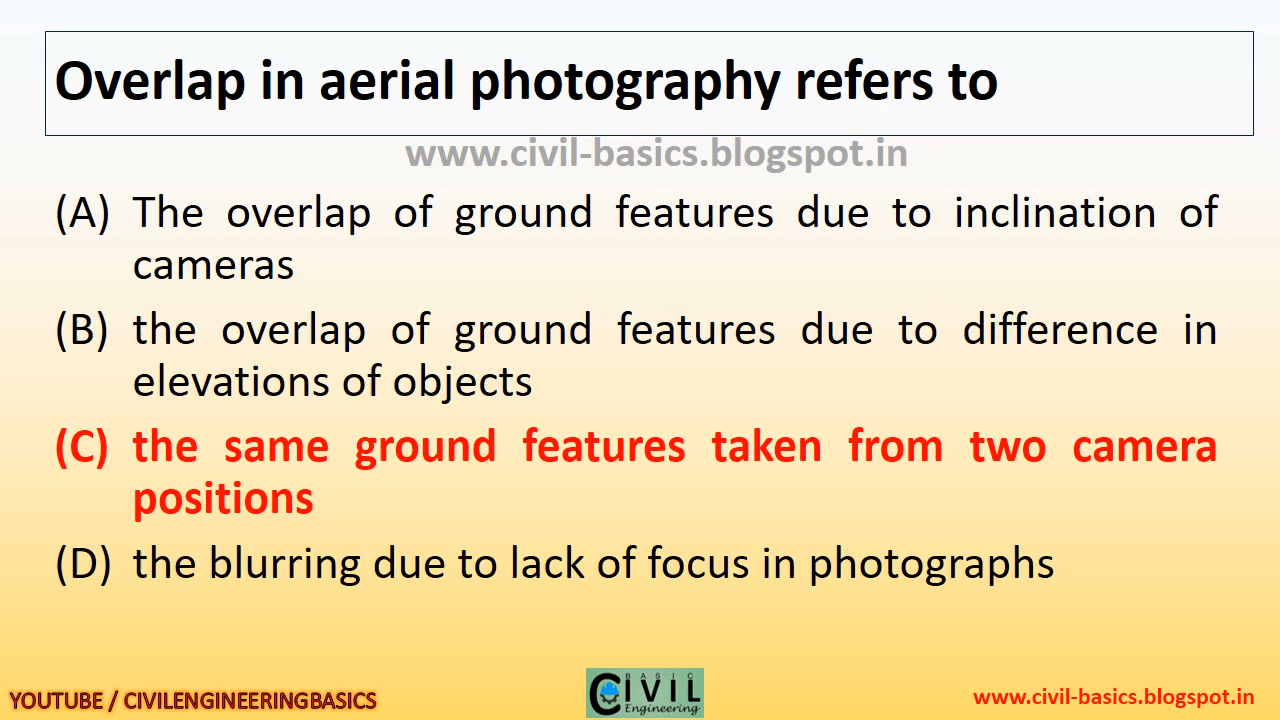 Overlap in aerial photography refers to
www.civil-basics.blogspot.in
(A) The overlap of ground features due to inclination of
cameras
(B) the overlap of ground features due to difference in
elevations of objects
(C) the same ground features taken from two camera
positions
(D) the blurring due to lack of focus in photographs
YOUTUBE / CIVILENGINEERINGBASICS
BASIC
CIVIL
Engineering
www.civil-basics.blogspot.in